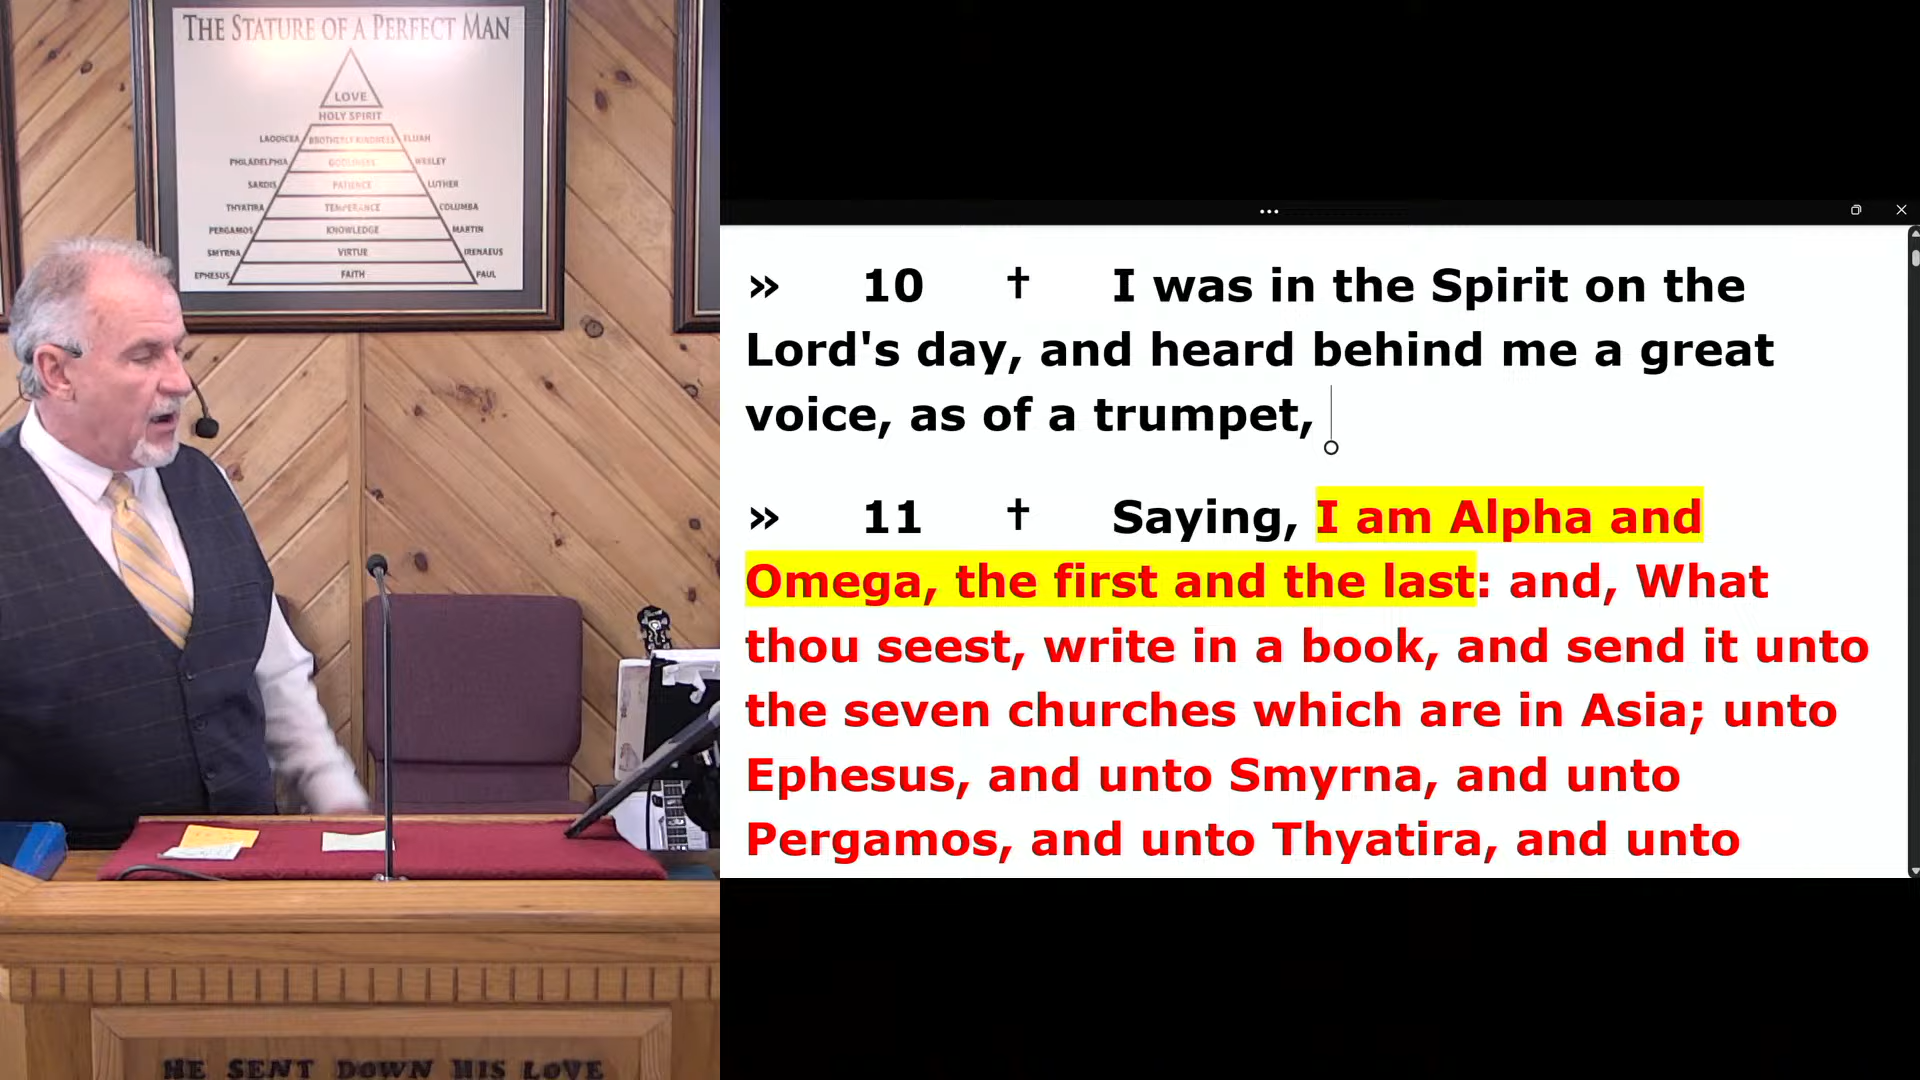 THE STATURE OF A PERFECT MAN
LOVE
HOLY SPIRIT
LAODICEA BROTHERLY KINDNESS ELIJAH
PHILADELPHIA GODLINESS WESLEY
SARDIS PATIENCE LUTHER
THYATIRA TEMPERANCE COLUMBA
PERGAMOS KNOWLEDGE MARTIN
SMYRNA VIRTUE IRENAEUS
EPHESUS FAITH PAUL
HE SENT DOWN HIS LOVE
» 10 † I was in the Spirit on the
Lord's day, and heard behind me a great
voice, as of a trumpet,
» 11 † Saying, I am Alpha and
Omega, the first and the last: and, What
thou seest, write in a book, and send it unto
the seven churches which are in Asia; unto
Ephesus, and unto Smyrna, and unto
Pergamos, and unto Thyatira, and unto